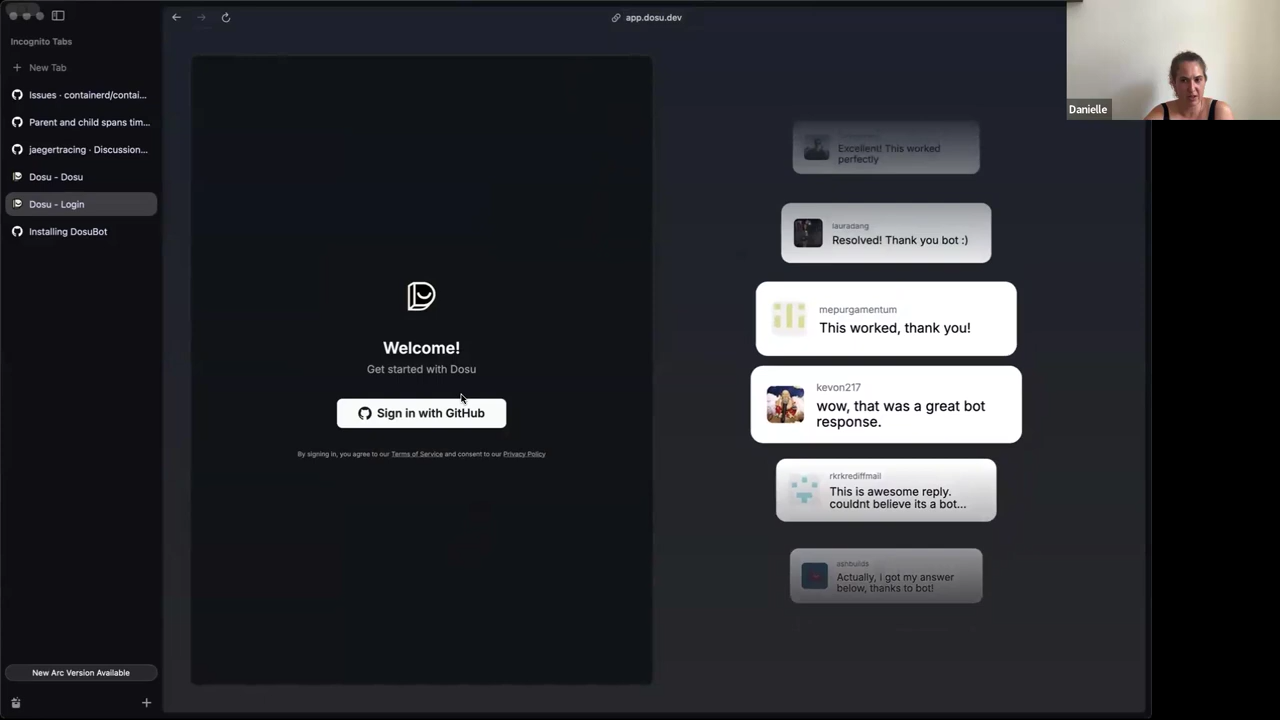 app.dosu.dev
Incognito Tabs
New Tab
Issues · containerd/contai...
Parent and child spans tim...
jaegertracing · Discussion...
Dosu - Dosu
Dosu - Login
Installing DosuBot
New Arc Version Available
Welcome!
Get started with Dosu
Sign in with GitHub
By signing in, you agree to our Terms of Service and consent to our Privacy Policy
Excellent! This worked
perfectly
lauradang
Resolved! Thank you bot :)
mepurgamentum
This worked, thank you!
kevon217
wow, that was a great bot
response.
rkrkrediffmail
This is awesome reply.
couldnt believe its a bot...
ashbuilds
Actually, i got my answer
below, thanks to bot!
Danielle